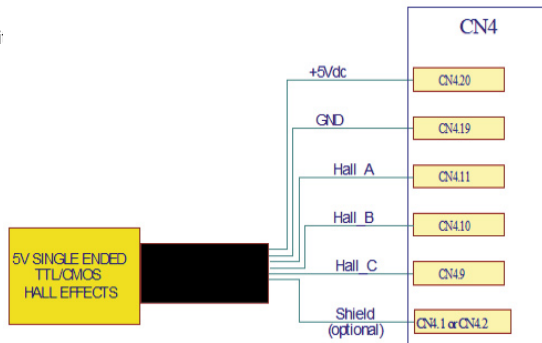 CN4
+5Vdc
CN4.20
GND
CN4.19
Hall_A
CN4.11
Hall_B
CN4.10
5V SINGLE ENDED
TTL/CMOS
HALL EFFECTS
Hall_C
CN4.9
Shield
(optional)
CN4.1 or CN4.2